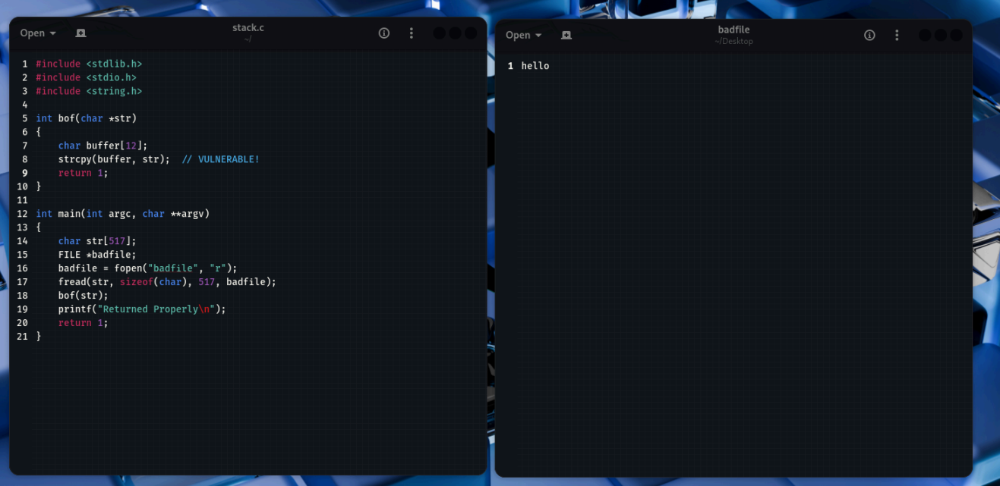 Open
stack.c
~/
1 #include <stdlib.h>
2 #include <stdio.h>
3 #include <string.h>
4
5 int bof(char *str)
6 {
7     char buffer[12];
8     strcpy(buffer, str);  // VULNERABLE!
9     return 1;
10 }
11
12 int main(int argc, char **argv)
13 {
14     char str[517];
15     FILE *badfile;
16     badfile = fopen("badfile", "r");
17     fread(str, sizeof(char), 517, badfile);
18     bof(str);
19     printf("Returned Properly\n");
20     return 1;
21 }
Open
badfile
~/Desktop
1 hello